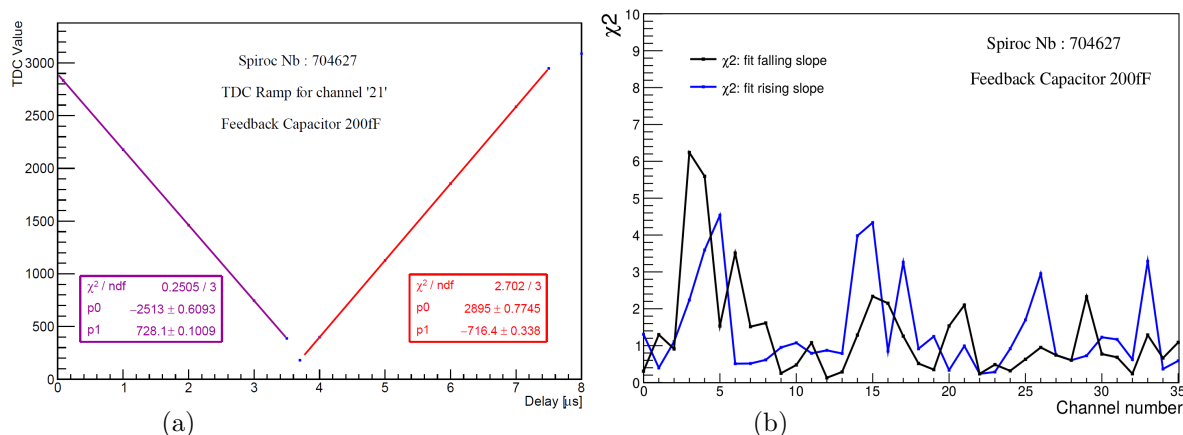 TDC Value
3000
2500
2000
1500
1000
500
0
Spiroc Nb : 704627
TDC Ramp for channel '21'
Feedback Capacitor 200fF
χ² / ndf 0.2505 / 3
p0 −2513 ± 0.6093
p1 728.1 ± 0.1009
χ² / ndf 2.702 / 3
p0 2895 ± 0.7745
p1 −716.4 ± 0.338
0 1 2 3 4 5 6 7 8
Delay [µs]
(a)
χ2
10
9
8
7
6
5
4
3
2
1
0
Spiroc Nb : 704627
Feedback Capacitor 200fF
χ2: fit falling slope
χ2: fit rising slope
0 5 10 15 20 25 30 35
Channel number
(b)